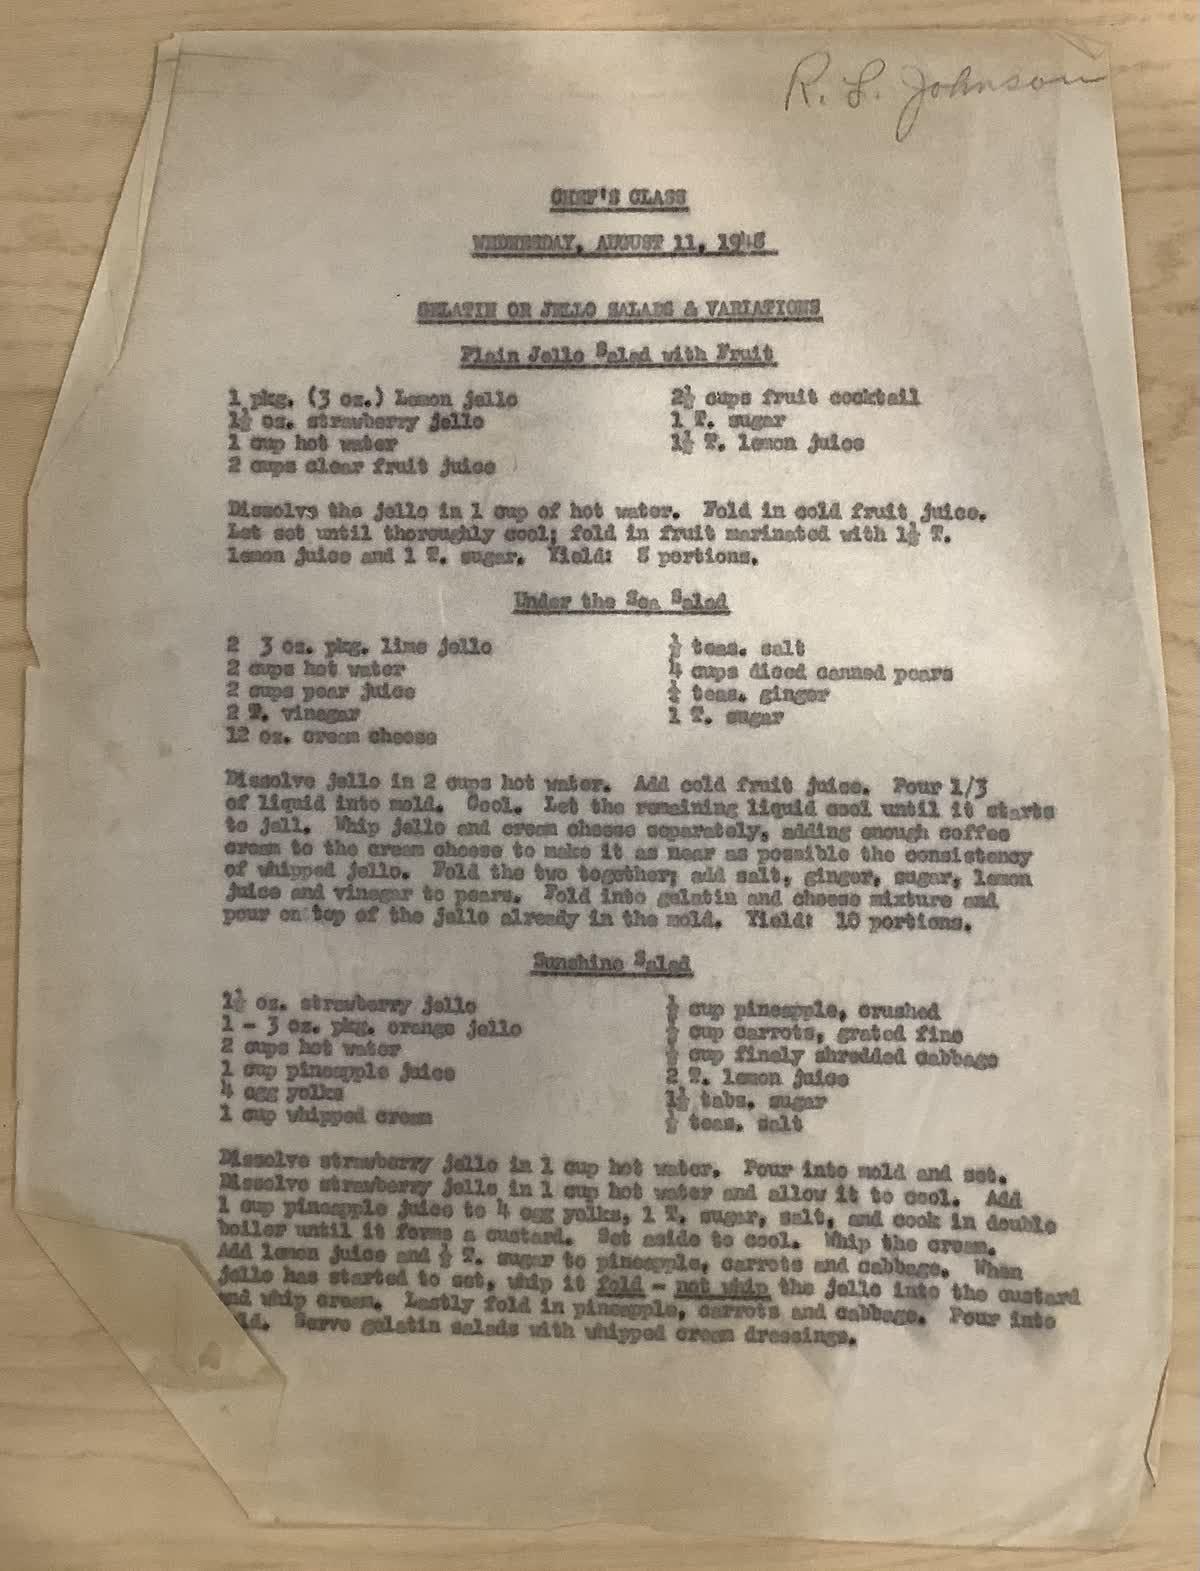 R. L. Johnson
CHEF'S CLASS
WEDNESDAY, AUGUST 11, 1948
GELATIN OR JELLO SALADS & VARIATIONS
Plain Jello Salad with Fruit
1 pkg. (3 oz.) Lemon jello
1½ oz. strawberry jello
1 cup hot water
2 cups clear fruit juice
2½ cups fruit cocktail
1 T. sugar
1½ T. lemon juice
Dissolve the jello in 1 cup of hot water. Fold in cold fruit juice.
Let set until thoroughly cool; fold in fruit marinated with 1½ T.
lemon juice and 1 T. sugar. Yield: 8 portions.
Under the Sea Salad
2 3 oz. pkg. lime jello
2 cups hot water
2 cups pear juice
2 T. vinegar
12 oz. cream cheese
½ teas. salt
4 cups diced canned pears
teas. ginger
1 T. sugar
Dissolve jello in 2 cups hot water. Add cold fruit juice. Pour 1/3
of liquid into mold. Cool. Let the remaining liquid cool until it starts
to jell. Whip jello and cream cheese separately, adding enough coffee
cream to the cream cheese to make it as near as possible the consistency
of whipped jello. Fold the two together; add salt, ginger, sugar, lemon
juice and vinegar to pears. Fold into gelatin and cheese mixture and
pour on top of the jello already in the mold. Yield: 10 portions.
Sunshine Salad
1½ oz. strawberry jello
1 - 3 oz. pkg. orange jello
2 cups hot water
1 cup pineapple juice
4 egg yolks
1 cup whipped cream
½ cup pineapple, crushed
½ cup carrots, grated fine
½ cup finely shredded cabbage
2 T. lemon juice
1½ tabs. sugar
½ teas. salt
Dissolve strawberry jello in 1 cup hot water. Pour into mold and set.
Dissolve strawberry jello in 1 cup hot water and allow it to cool. Add
1 cup pineapple juice to 4 egg yolks, 1 T. sugar, salt, and cook in double
boiler until it forms a custard. Set aside to cool. Whip the cream.
Add lemon juice and ½ T. sugar to pineapple, carrots and cabbage. When
jello has started to set, whip it fold - not whip the jello into the custard
and whip cream. Lastly fold in pineapple, carrots and cabbage. Pour into
ld. Serve gelatin salads with whipped cream dressings.